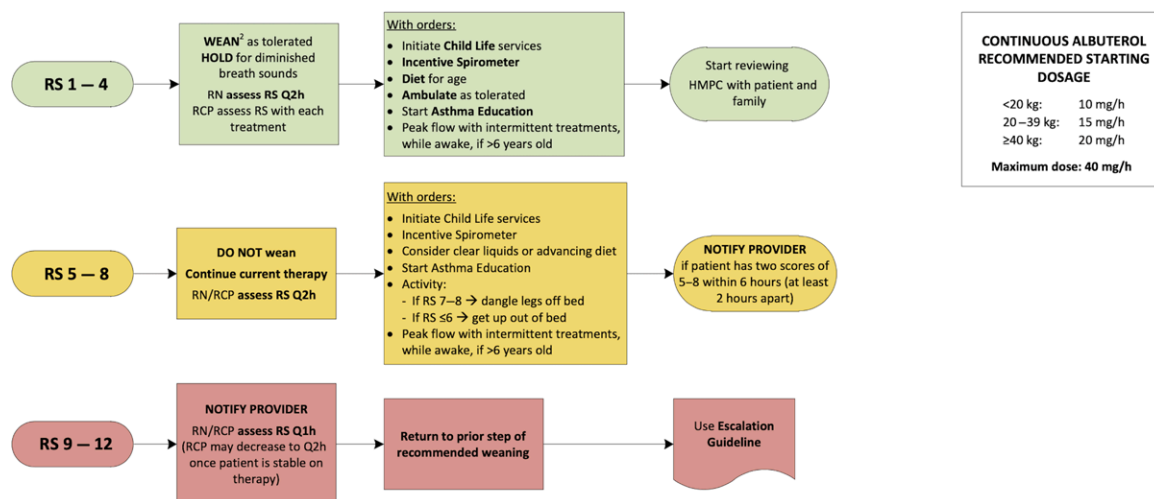 RS 1 — 4
WEAN2 as tolerated
HOLD for diminished
breath sounds
RN assess RS Q2h
RCP assess RS with each
treatment
With orders:
• Initiate Child Life services
• Incentive Spirometer
• Diet for age
• Ambulate as tolerated
• Start Asthma Education
• Peak flow with intermittent treatments,
while awake, if >6 years old
Start reviewing
HMPC with patient and
family
CONTINUOUS ALBUTEROL
RECOMMENDED STARTING
DOSAGE
<20 kg: 10 mg/h
20 –39 kg: 15 mg/h
≥40 kg: 20 mg/h
Maximum dose: 40 mg/h
RS 5 — 8
DO NOT wean
Continue current therapy
RN/RCP assess RS Q2h
With orders:
• Initiate Child Life services
• Incentive Spirometer
• Consider clear liquids or advancing diet
• Start Asthma Education
• Activity:
- If RS 7–8 → dangle legs off bed
- If RS ≤6 → get up out of bed
• Peak flow with intermittent treatments,
while awake, if >6 years old
NOTIFY PROVIDER
if patient has two scores of
5–8 within 6 hours (at least
2 hours apart)
RS 9 — 12
NOTIFY PROVIDER
RN/RCP assess RS Q1h
(RCP may decrease to Q2h
once patient is stable on
therapy)
Return to prior step of
recommended weaning
Use Escalation
Guideline